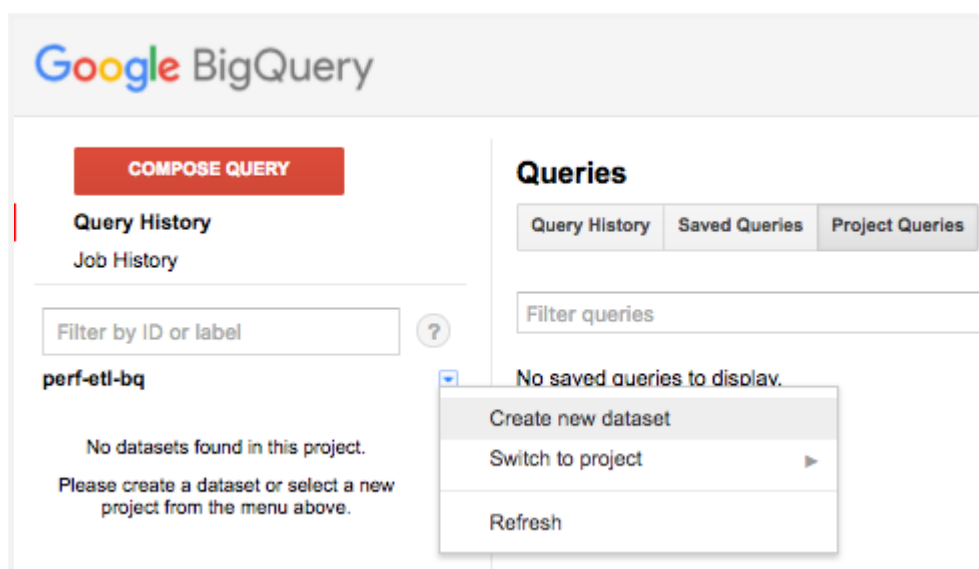 Google BigQuery
COMPOSE QUERY
Query History
Job History
Filter by ID or label
?
perf-etl-bq
No datasets found in this project.
Please create a dataset or select a new
project from the menu above.
Queries
Query History Saved Queries Project Queries
Filter queries
No saved queries to display.
Create new dataset
Switch to project
Refresh